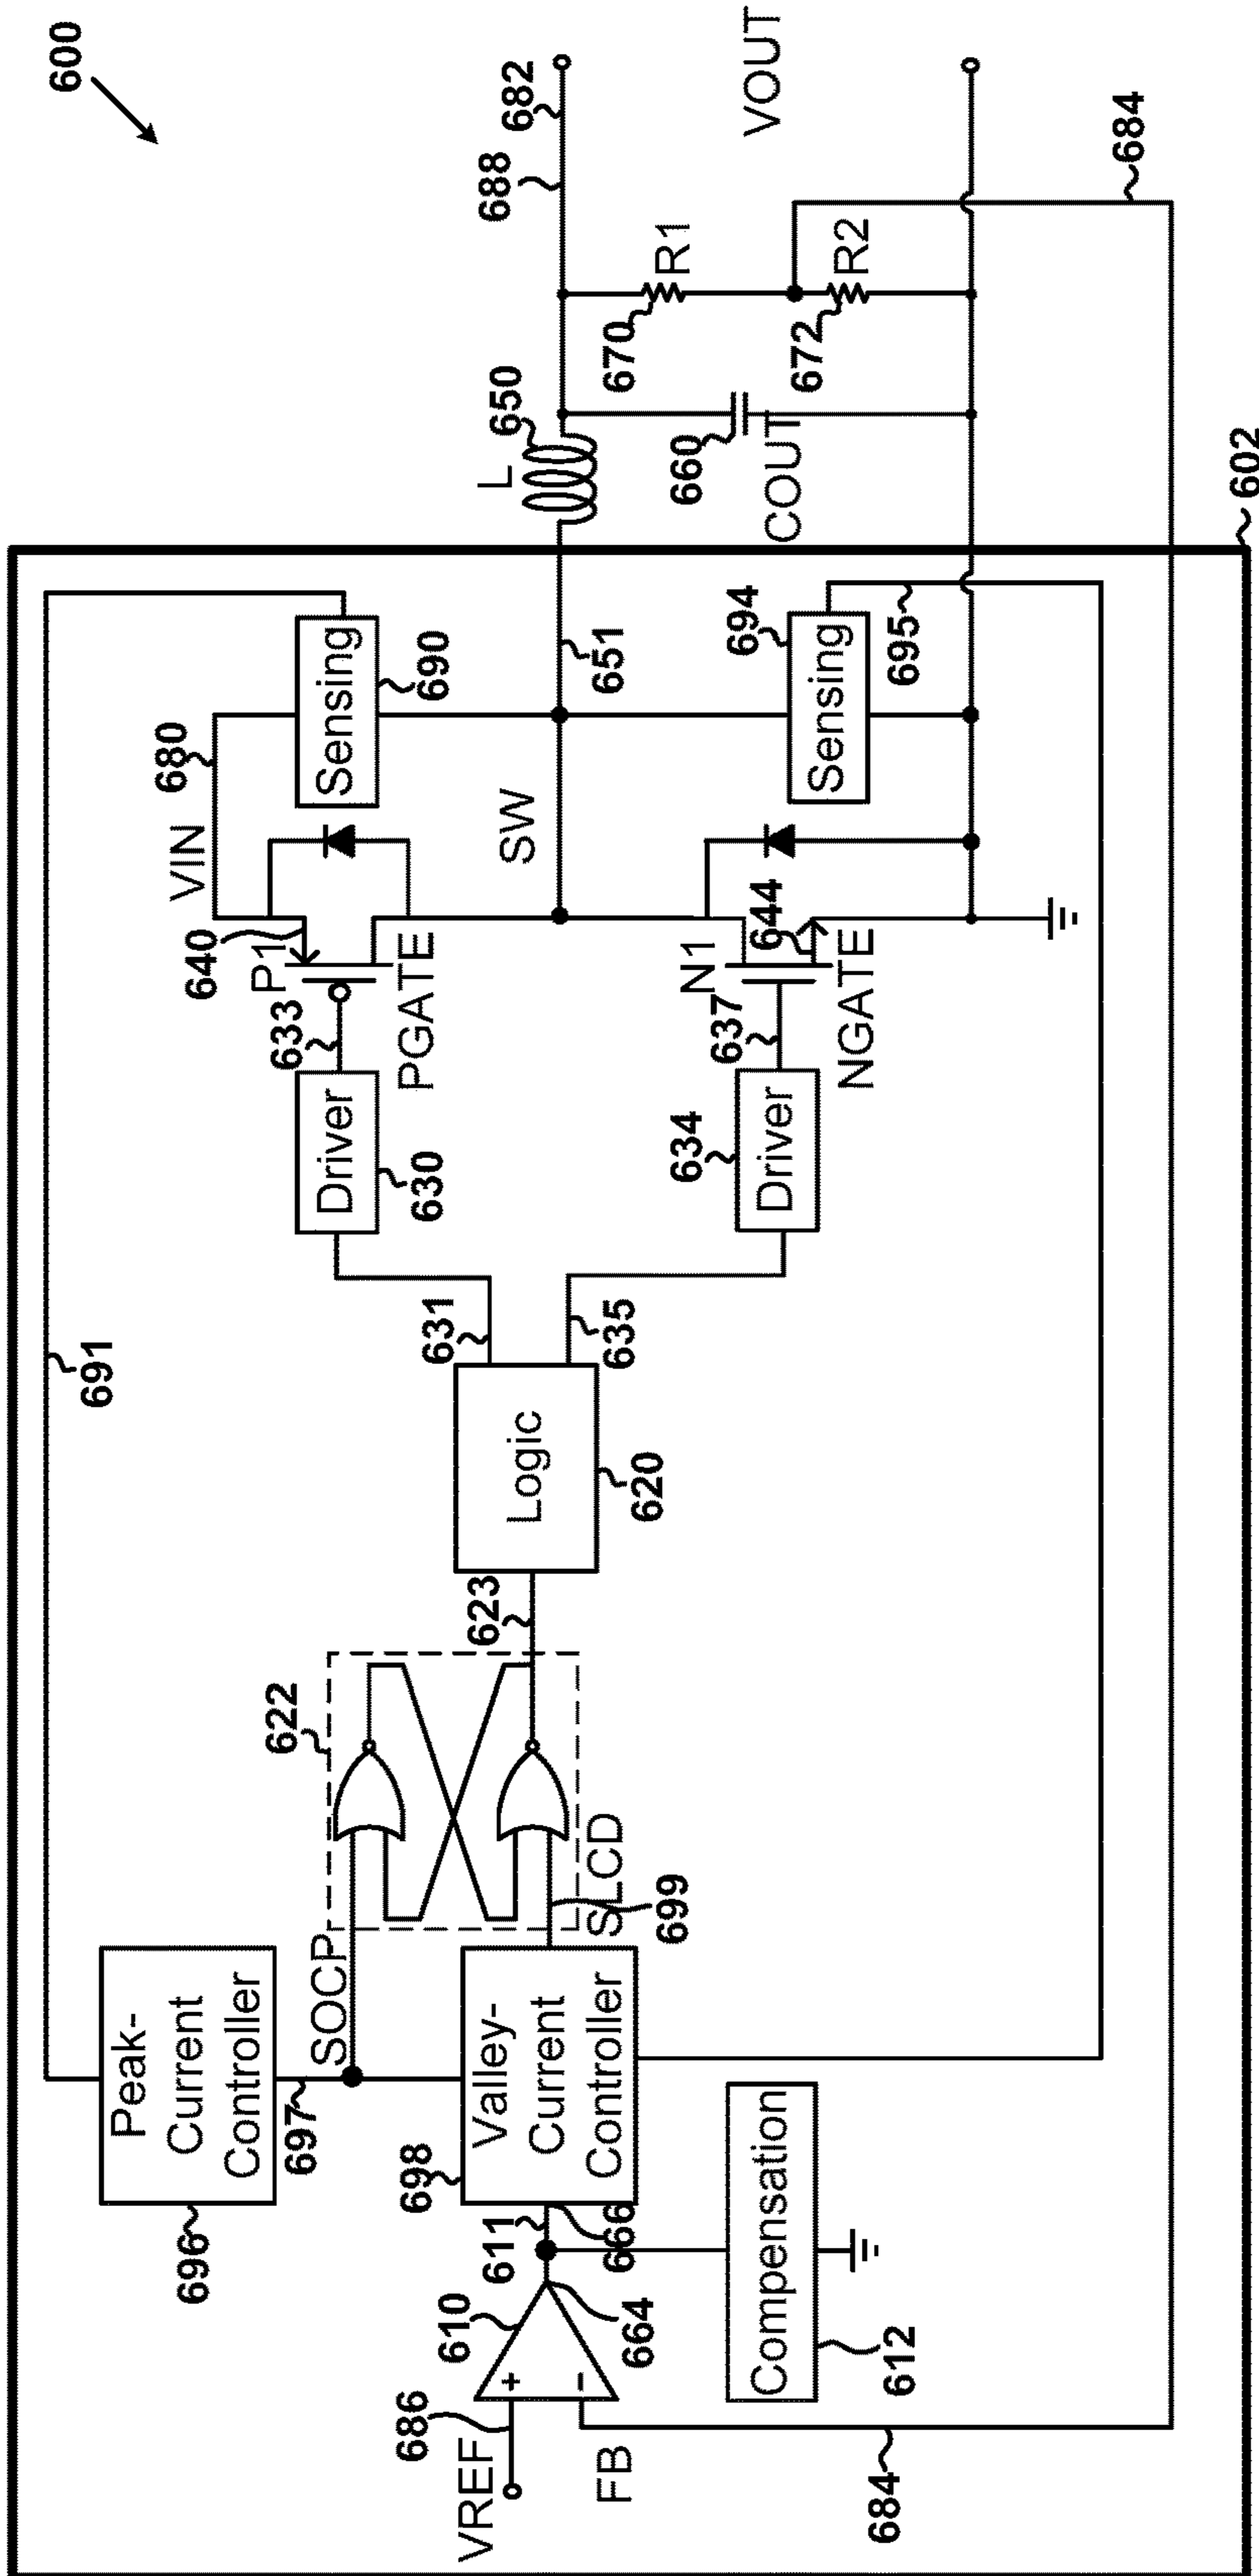 600
691
680
VIN
640
P1
633
PGATE
Driver
630
Sensing
690
SW
651
L
650
688
682
670
R1
672
R2
660
COUT
VOUT
684
602
694
Sensing
695
N1
644
637
NGATE
634
Driver
631
635
Logic
620
623
622
SOCP
SLCD
699
Peak-
Current
Controller
696
697
Valley-
Current
Controller
698
611
666
610
664
+
-
686
VREF
FB
684
Compensation
612